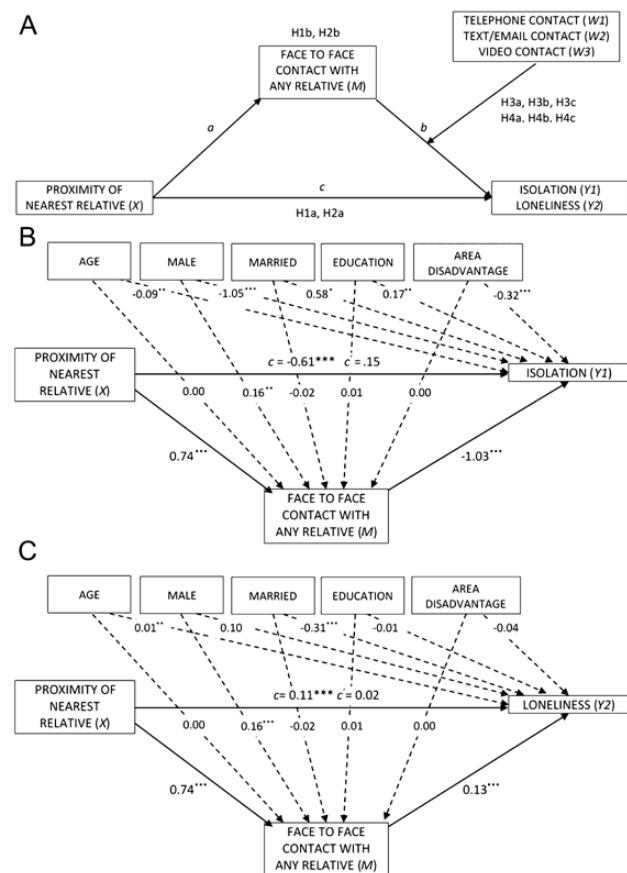 A
H1b, H2b
FACE TO FACE
CONTACT WITH
ANY RELATIVE (M)
TELEPHONE CONTACT (W1)
TEXT/EMAIL CONTACT (W2)
VIDEO CONTACT (W3)
H3a, H3b, H3c
H4a. H4b. H4c
a
b
c
PROXIMITY OF
NEAREST RELATIVE (X)
H1a, H2a
ISOLATION (Y1)
LONELINESS (Y2)
B
AGE
MALE
MARRIED
EDUCATION
AREA
DISADVANTAGE
-0.09**
-1.05***
0.58*
0.17**
-0.32***
PROXIMITY OF
NEAREST
RELATIVE (X)
c = -0.61*** c´= .15
ISOLATION (Y1)
0.00
0.16**
-0.02
0.01
0.00
0.74***
-1.03***
FACE TO FACE
CONTACT WITH
ANY RELATIVE (M)
C
AGE
MALE
MARRIED
EDUCATION
AREA
DISADVANTAGE
0.01**
0.10
-0.31***
-0.01
-0.04
PROXIMITY OF
NEAREST
RELATIVE (X)
c= 0.11*** c´= 0.02
LONELINESS (Y2)
0.00
0.16***
-0.02
0.01
0.00
0.74***
0.13***
FACE TO FACE
CONTACT WITH
ANY RELATIVE (M)